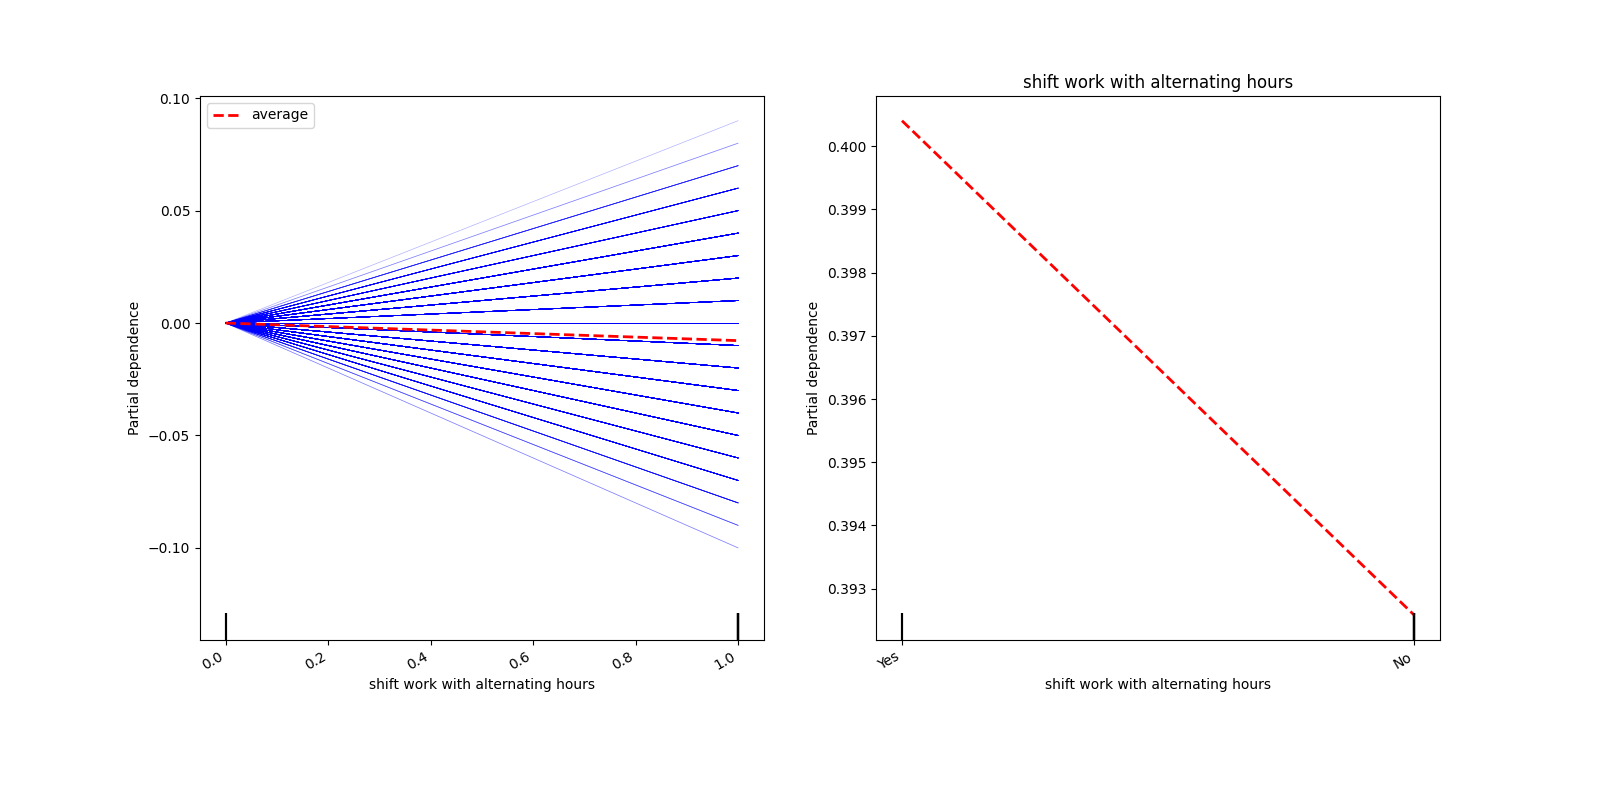 0.10
0.05
0.00
−0.05
−0.10
Partial dependence
average
0.0
0.2
0.4
0.6
0.8
1.0
shift work with alternating hours
shift work with alternating hours
0.400
0.399
0.398
0.397
0.396
0.395
0.394
0.393
Partial dependence
Yes
No
shift work with alternating hours